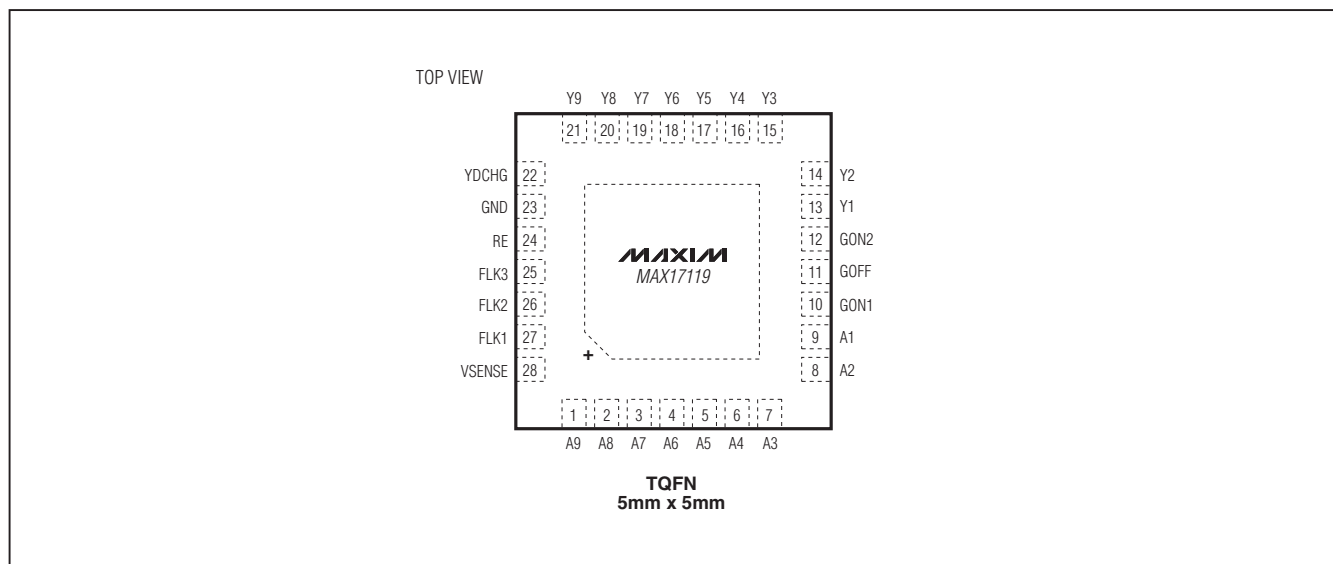 TOP VIEW
Y9 Y8 Y7 Y6 Y5 Y4 Y3
21 20 19 18 17 16 15
YDCHG 22
GND 23
RE 24
FLK3 25
FLK2 26
FLK1 27
VSENSE 28
MAXIM
MAX17119
+
14 Y2
13 Y1
12 GON2
11 GOFF
10 GON1
9 A1
8 A2
1 2 3 4 5 6 7
A9 A8 A7 A6 A5 A4 A3
TQFN
5mm x 5mm